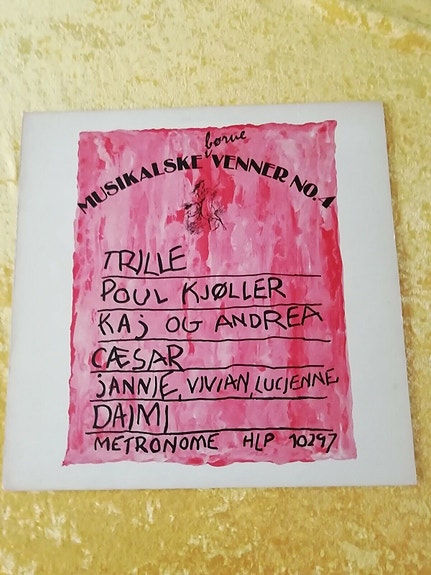 MUSIKALSKE børne VENNER NO. 4
TRILLE
POUL KJØLLER
KAJ OG ANDREA
CÆSAR
JANNIE, VIVIAN, LUCIENNE
DAIMI
METRONOME HLP 10297